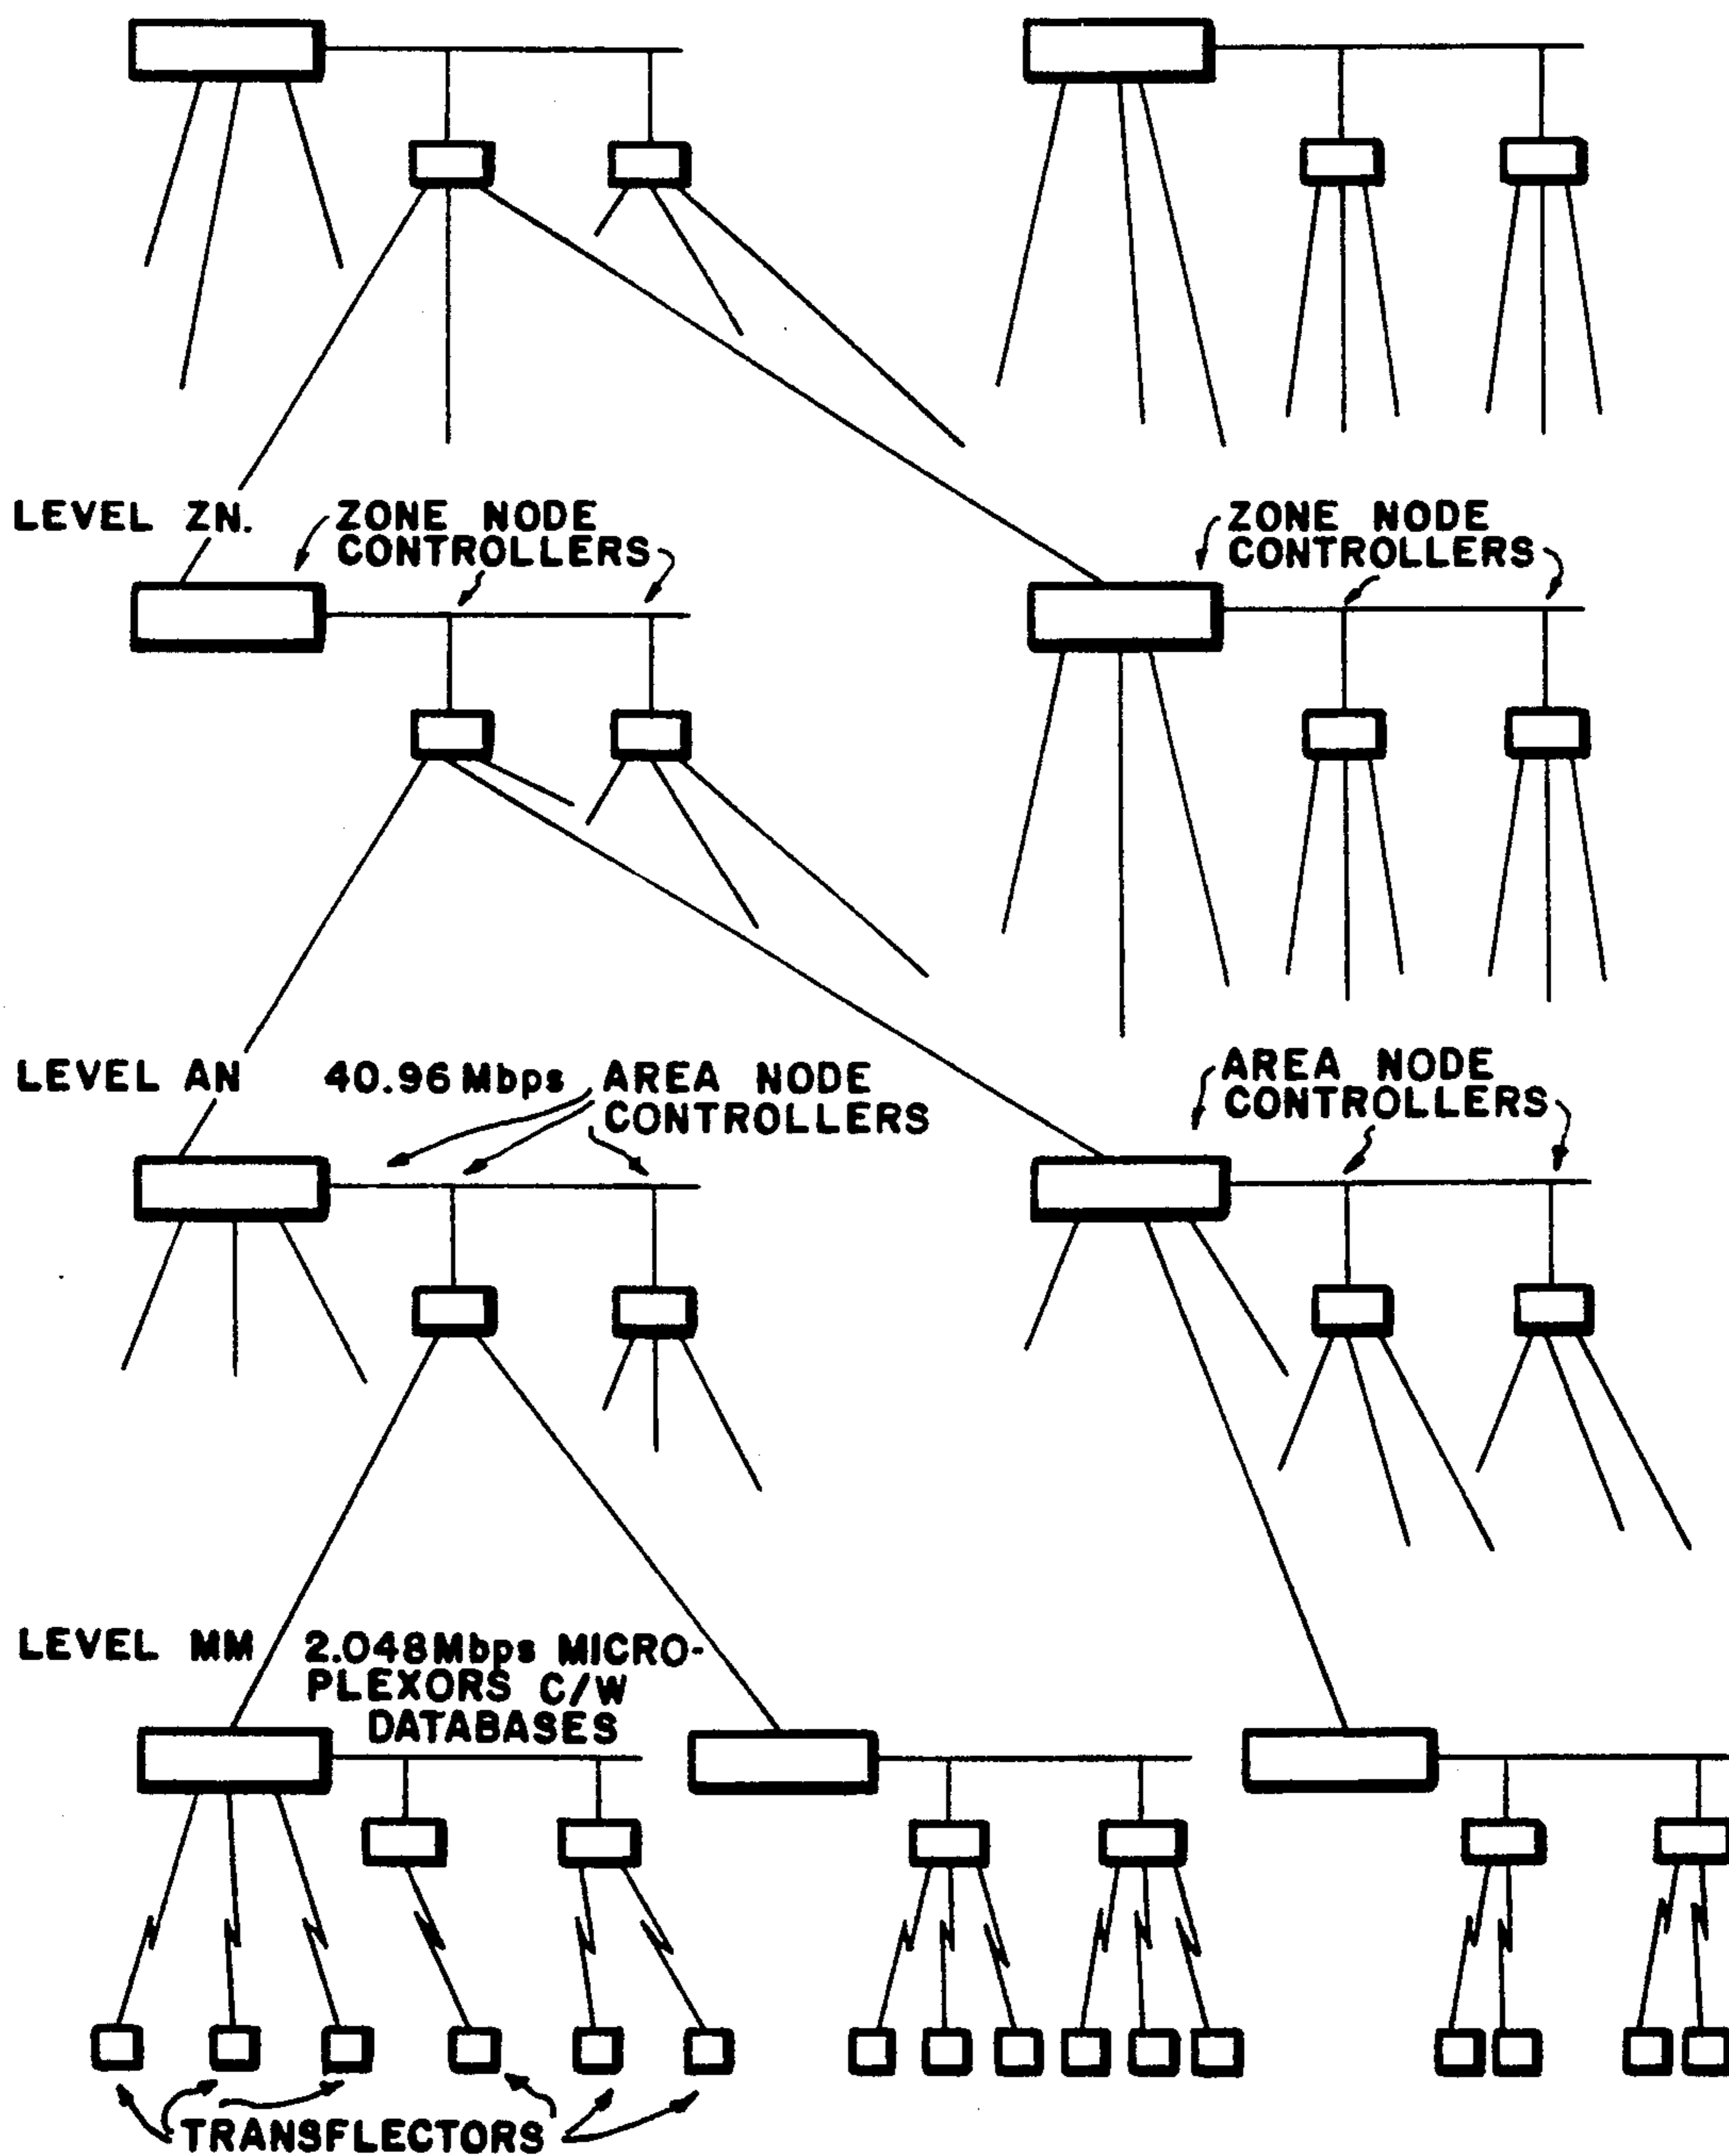 LEVEL ZN.
ZONE NODE
CONTROLLERS
ZONE NODE
CONTROLLERS
LEVEL AN
40.96 Mbps
AREA NODE
CONTROLLERS
AREA NODE
CONTROLLERS
LEVEL MM
2.048Mbps MICRO-
PLEXORS C/W
DATABASES
TRANSFLECTORS